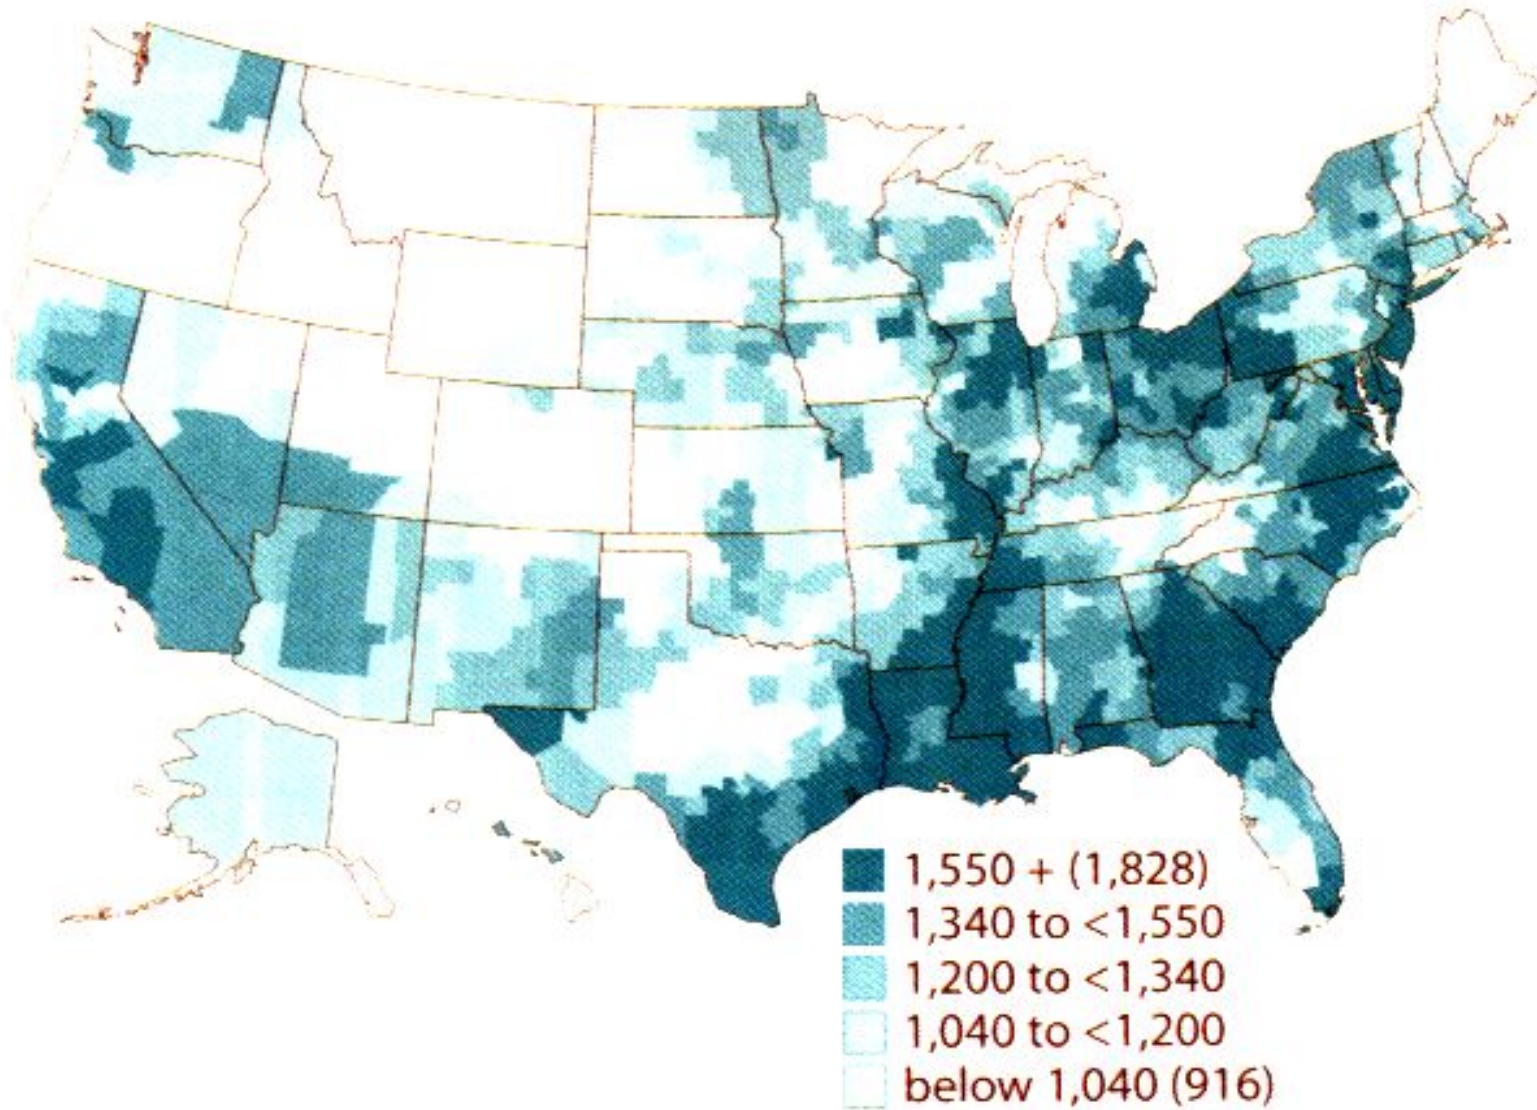 1,550 + (1,828)
1,340 to <1,550
1,200 to <1,340
1,040 to <1,200
below 1,040 (916)